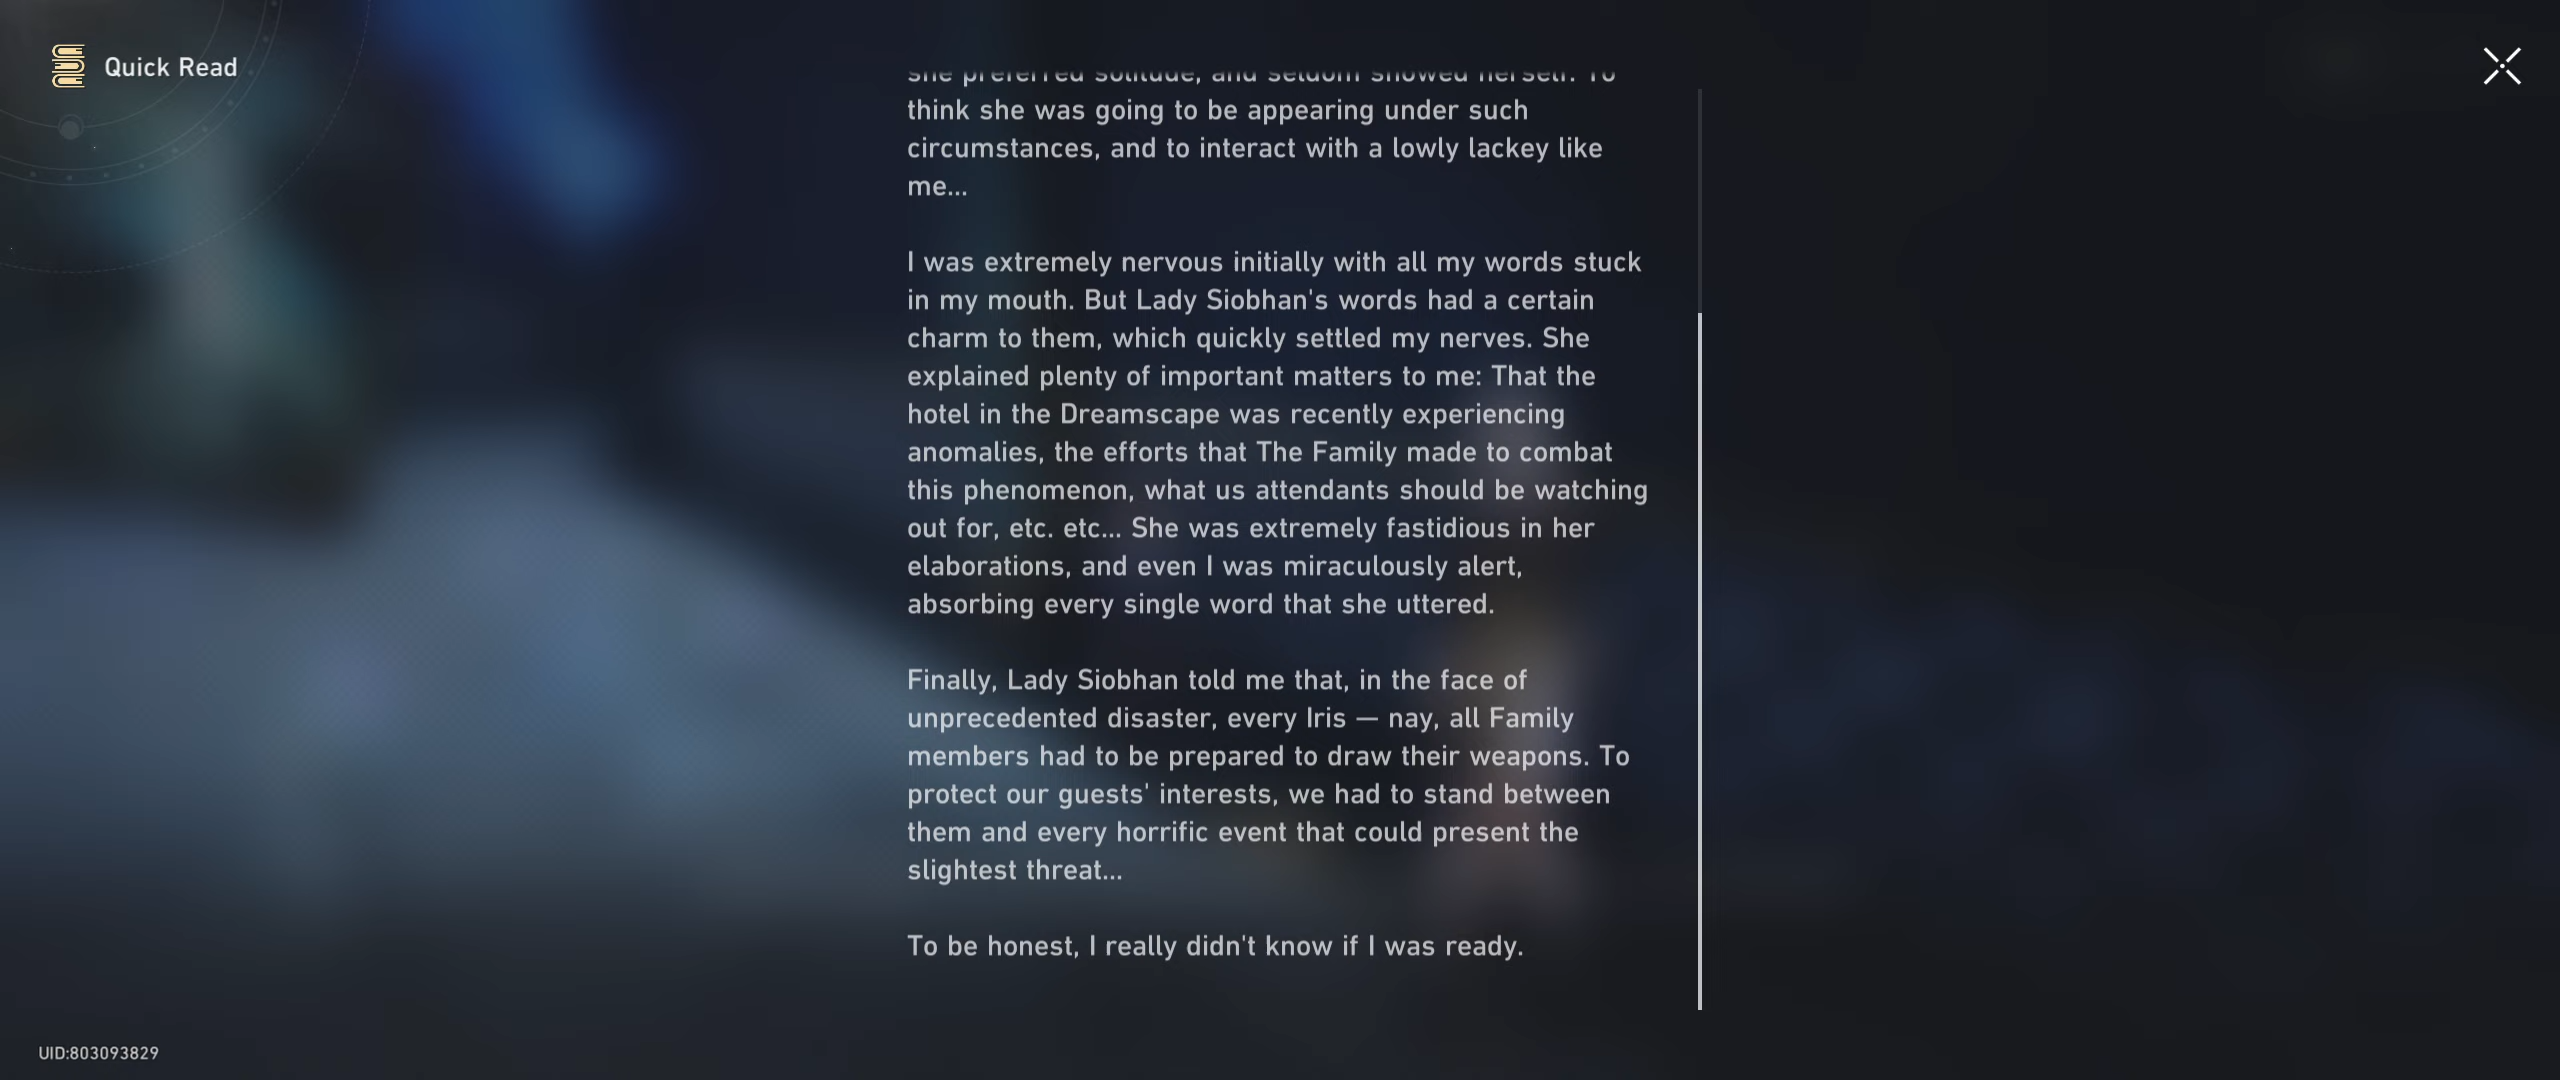 Quick Read
she preferred solitude, and seldom showed herself. To
think she was going to be appearing under such
circumstances, and to interact with a lowly lackey like
me...
I was extremely nervous initially with all my words stuck
in my mouth. But Lady Siobhan's words had a certain
charm to them, which quickly settled my nerves. She
explained plenty of important matters to me: That the
hotel in the Dreamscape was recently experiencing
anomalies, the efforts that The Family made to combat
this phenomenon, what us attendants should be watching
out for, etc. etc... She was extremely fastidious in her
elaborations, and even I was miraculously alert,
absorbing every single word that she uttered.
Finally, Lady Siobhan told me that, in the face of
unprecedented disaster, every Iris — nay, all Family
members had to be prepared to draw their weapons. To
protect our guests' interests, we had to stand between
them and every horrific event that could present the
slightest threat...
To be honest, I really didn't know if I was ready.
UID:803093829